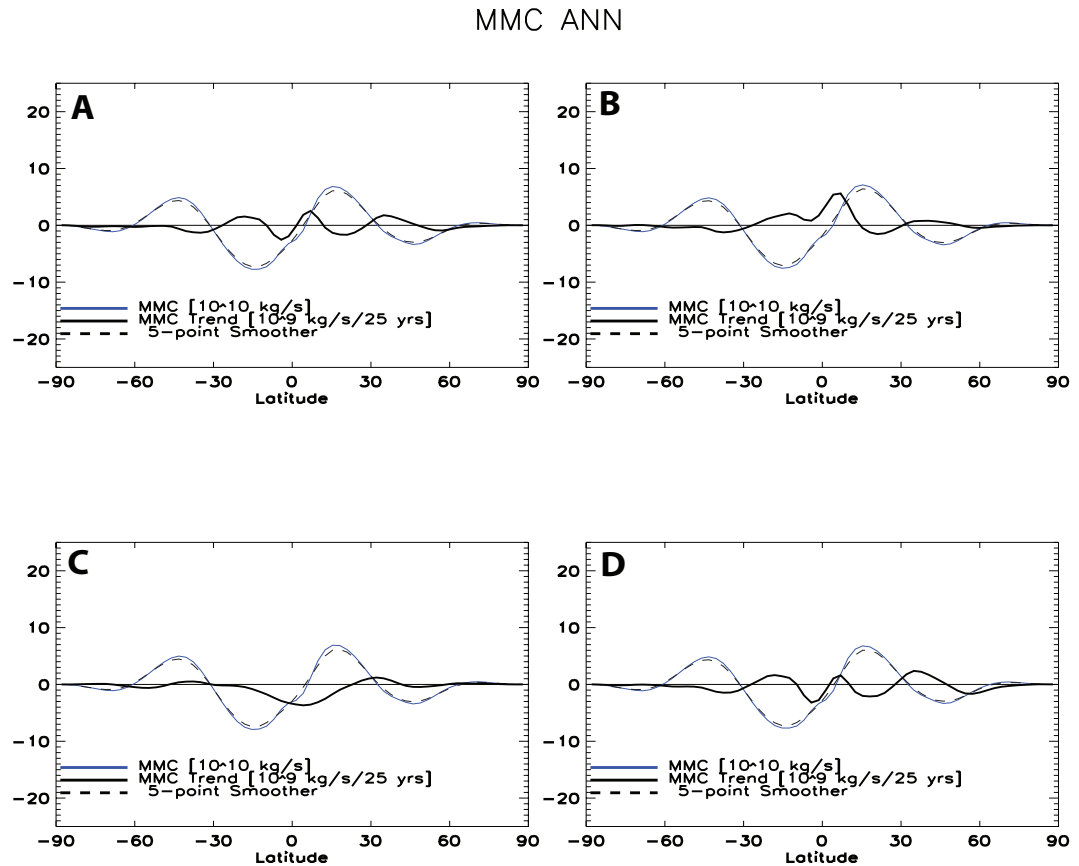 MMC ANN
A
20
10
0
−10
−20
MMC [10^10 kg/s]
MMC Trend [10^9 kg/s/25 yrs]
5−point Smoother
−90 −60 −30 0 30 60 90
Latitude
B
20
10
0
−10
−20
MMC [10^10 kg/s]
MMC Trend [10^9 kg/s/25 yrs]
5−point Smoother
−90 −60 −30 0 30 60 90
Latitude
C
20
10
0
−10
−20
MMC [10^10 kg/s]
MMC Trend [10^9 kg/s/25 yrs]
5−point Smoother
−90 −60 −30 0 30 60 90
Latitude
D
20
10
0
−10
−20
MMC [10^10 kg/s]
MMC Trend [10^9 kg/s/25 yrs]
5−point Smoother
−90 −60 −30 0 30 60 90
Latitude